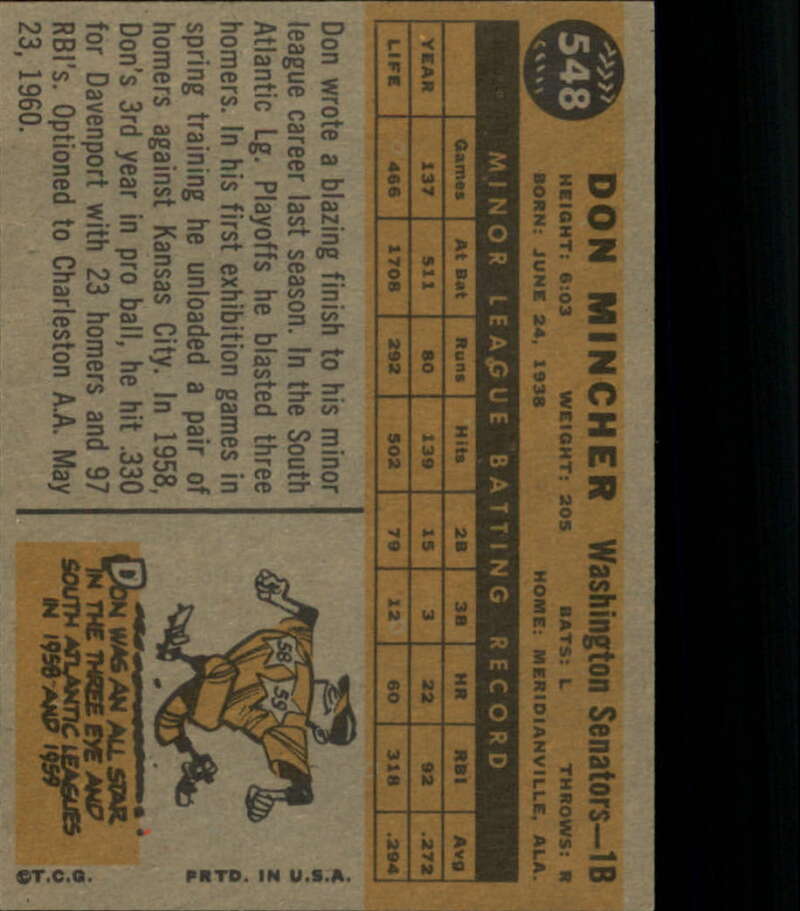 548
DON MINCHER Washington Senators—1B
HEIGHT: 6:03 WEIGHT: 205 BATS: L THROWS: R
BORN: JUNE 24, 1938 HOME: MERIDIANVILLE, ALA.
MINOR LEAGUE BATTING RECORD
Games At Bat Runs Hits 2B 3B HR RBI Avg
YEAR 137 511 80 139 15 3 22 92 .272
LIFE 466 1708 292 502 79 12 60 318 .294
Don wrote a blazing finish to his minor
league career last season. In the South
Atlantic Lg. Playoffs he blasted three
homers. In his first exhibition games in
spring training he unloaded a pair of
homers against Kansas City. In 1958,
Don's 3rd year in pro ball, he hit .330
for Davenport with 23 homers and 97
RBI's. Optioned to Charleston A.A. May
23, 1960.
58
59
DON WAS AN ALL STAR
IN THE THREE EYE AND
SOUTH ATLANTIC LEAGUES
IN 1958 AND 1959
©T.C.G. PRTD. IN U.S.A.